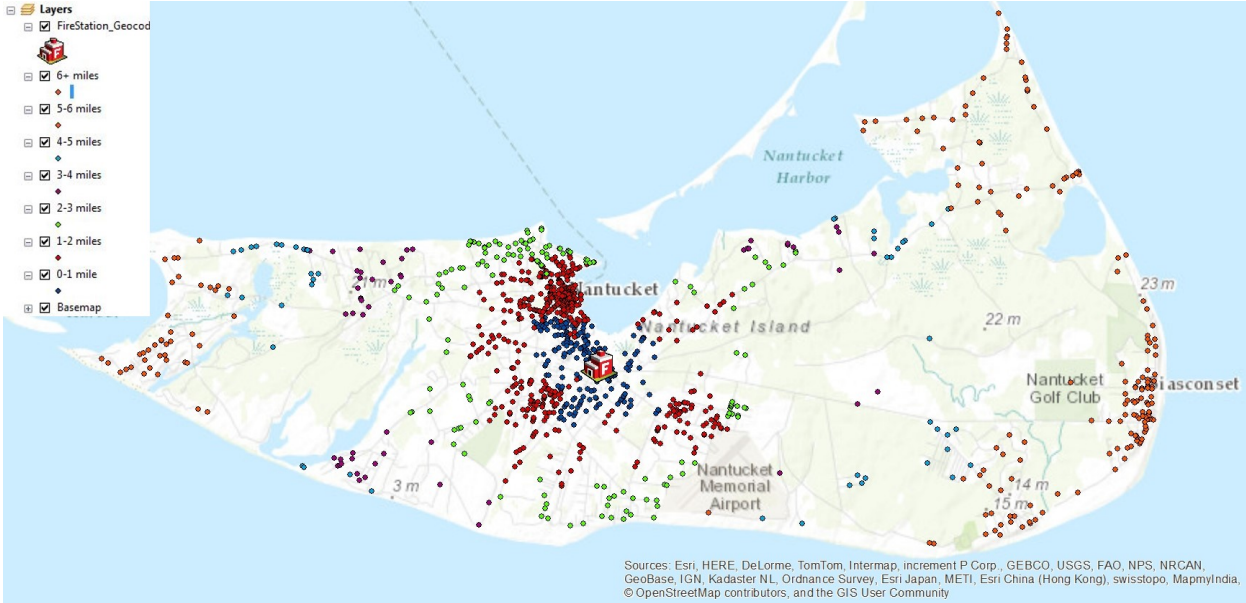 Layers
FireStation_Geocod
6+ miles
5-6 miles
4-5 miles
3-4 miles
2-3 miles
1-2 miles
0-1 mile
Basemap
Nantucket
Harbor
21 m
Nantucket
Nantucket Island
23 m
22 m
Nantucket
Golf Club
Siasconset
Nantucket
Memorial
Airport
3 m
14 m
15 m
F
Sources: Esri, HERE, DeLorme, TomTom, Intermap, increment P Corp., GEBCO, USGS, FAO, NPS, NRCAN,
GeoBase, IGN, Kadaster NL, Ordnance Survey, Esri Japan, METI, Esri China (Hong Kong), swisstopo, MapmyIndia,
© OpenStreetMap contributors, and the GIS User Community